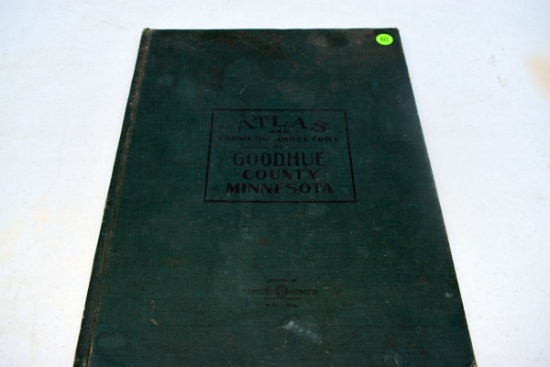 ATLAS
AND
FARMERS' DIRECTORY
OF
GOODHUE
COUNTY
MINNESOTA